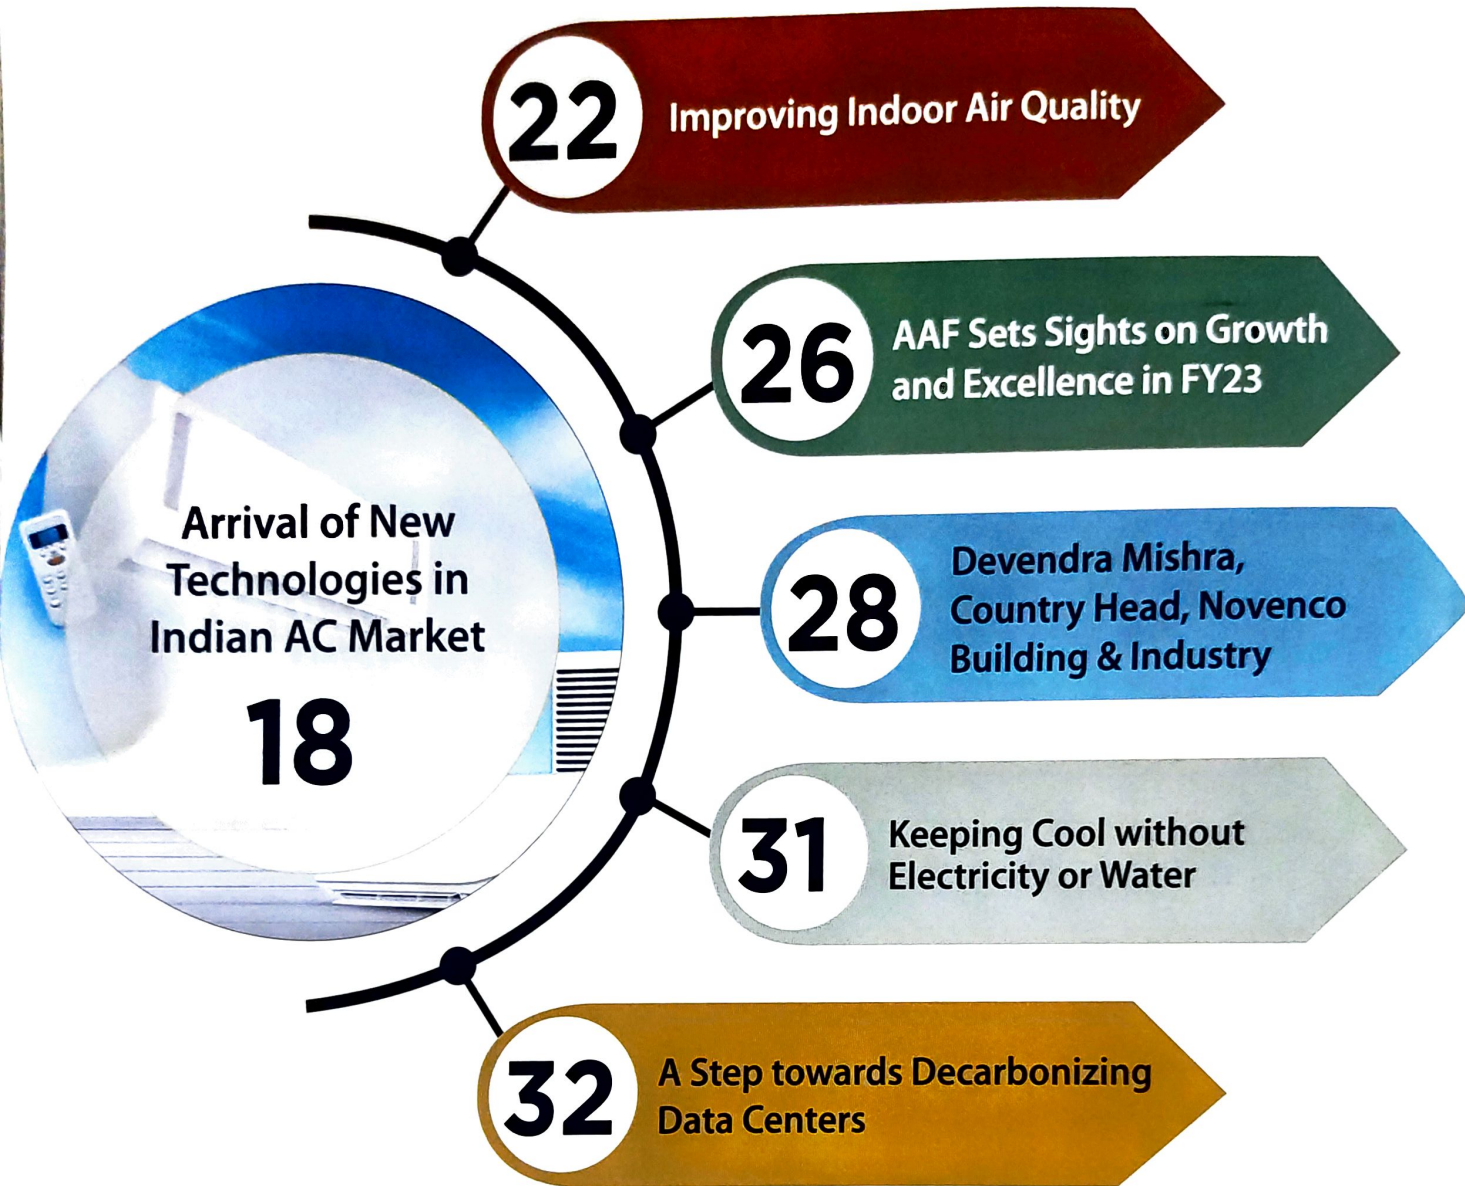 22
Improving Indoor Air Quality
26
AAF Sets Sights on Growth
and Excellence in FY23
Arrival of New
Technologies in
Indian AC Market
18
28
Devendra Mishra,
Country Head, Novenco
Building & Industry
31
Keeping Cool without
Electricity or Water
32
A Step towards Decarbonizing
Data Centers